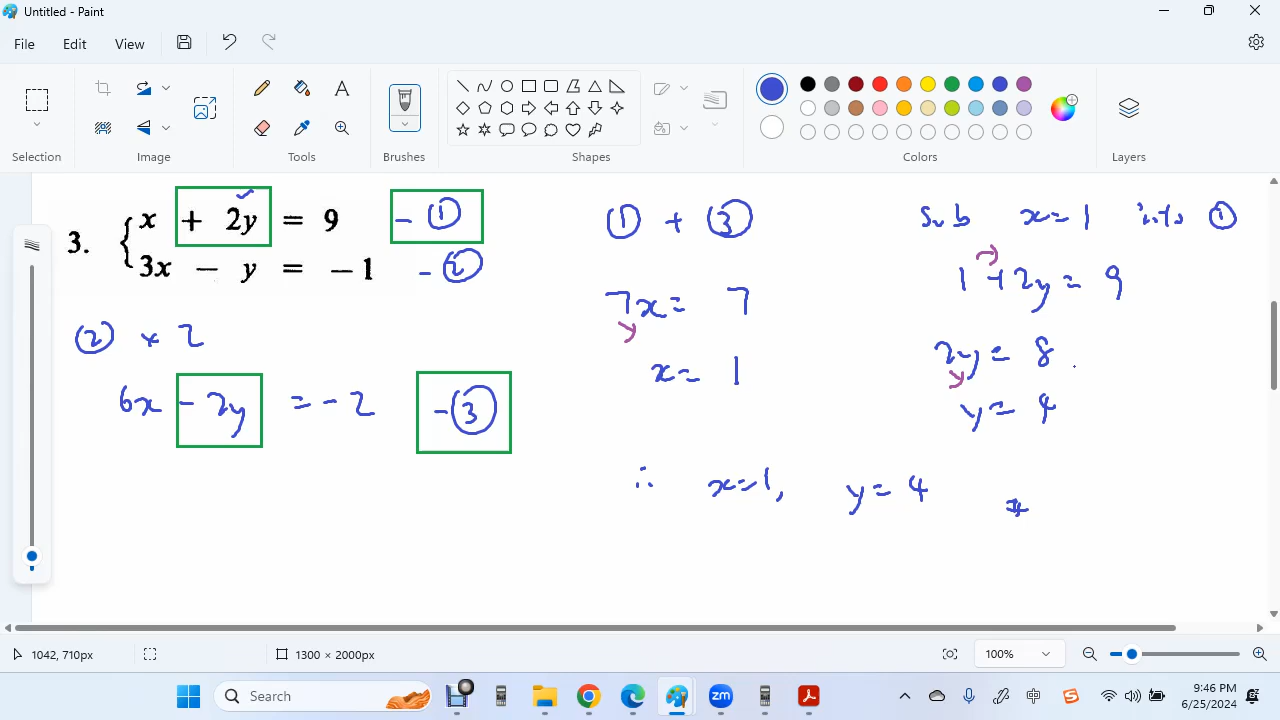 Untitled - Paint
File Edit View
Selection Image Tools Brushes Shapes Colors Layers
3. { x + 2y = 9 - ①
3x - y = -1 - ②
② × 2
6x - 2y = -2 - ③
① + ③
7x = 7
x = 1
Sub x=1 into ①
1 + 2y = 9
2y = 8
y = 4
∴ x=1, y = 4
1042, 710px 1300 × 2000px 100%
Search zm 中 S 9:46 PM
6/25/2024